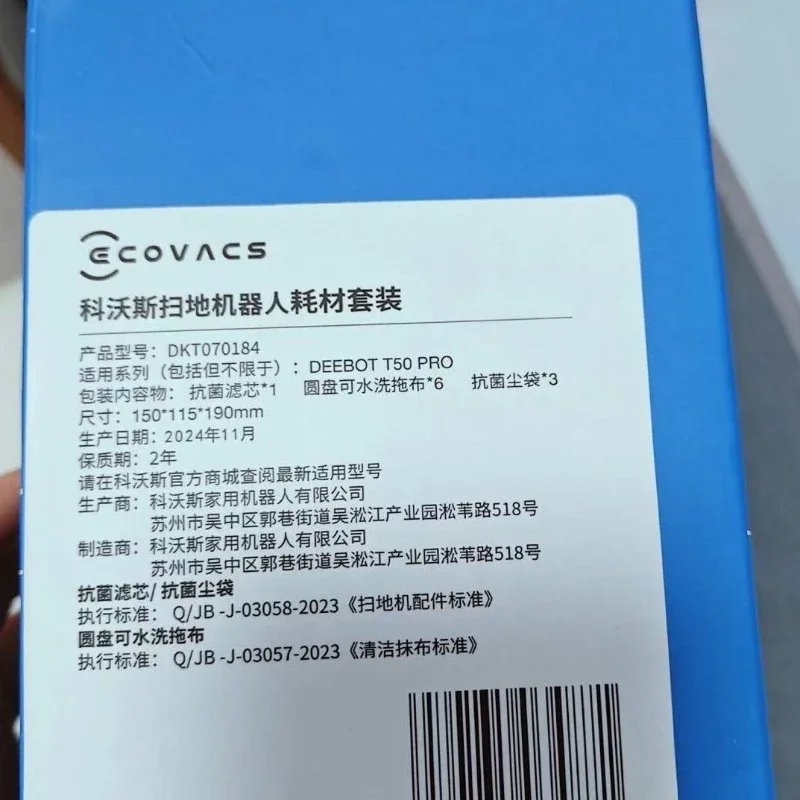 ECOVACS
科沃斯扫地机器人耗材套装
产品型号：DKT070184
适用系列（包括但不限于）：DEEBOT T50 PRO
包装内容物：抗菌滤芯*1 圆盘可水洗拖布*6 抗菌尘袋*3
尺寸：150*115*190mm
生产日期：2024年11月
保质期：2年
请在科沃斯官方商城查阅最新适用型号
生产商：科沃斯家用机器人有限公司
苏州市吴中区郭巷街道吴淞江产业园淞苇路518号
制造商：科沃斯家用机器人有限公司
苏州市吴中区郭巷街道吴淞江产业园淞苇路518号
抗菌滤芯/ 抗菌尘袋
执行标准： Q/JB -J-03058-2023《扫地机配件标准》
圆盘可水洗拖布
执行标准： Q/JB -J-03057-2023《清洁抹布标准》